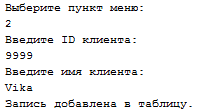 Выберите пункт меню:
2
Введите ID клиента:
9999
Введите имя клиента:
Vika
Запись добавлена в таблицу.